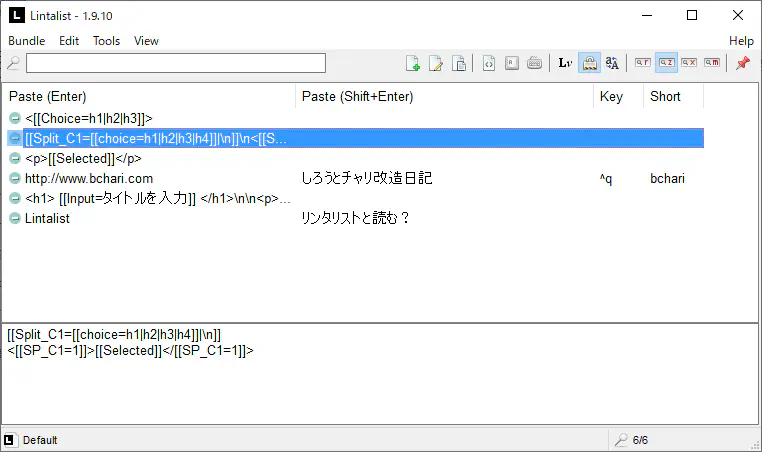 Lintalist - 1.9.10
Bundle Edit Tools View Help
Lv
Paste (Enter) Paste (Shift+Enter) Key Short
<[[Choice=h1|h2|h3]]>
[[Split_C1=[[choice=h1|h2|h3|h4]]|\n]]\n<[[S...
<p>[[Selected]]</p>
http://www.bchari.com しろうとチャリ改造日記 ^q bchari
<h1> [[Input=タイトルを入力]] </h1>\n\n<p>...
Lintalist リンタリストと読む？
[[Split_C1=[[choice=h1|h2|h3|h4]]|\n]]
<[[SP_C1=1]]>[[Selected]]</[[SP_C1=1]]>
Default 6/6